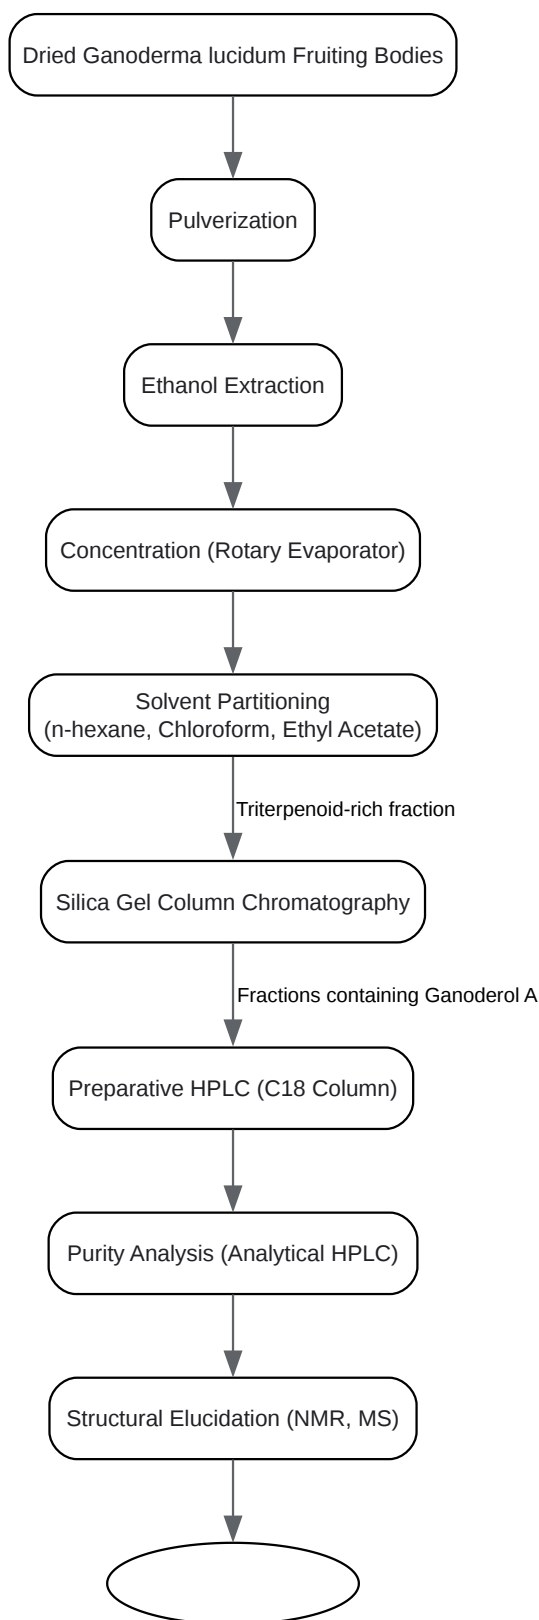 Dried Ganoderma lucidum Fruiting Bodies
Pulverization
Ethanol Extraction
Concentration (Rotary Evaporator)
Solvent Partitioning
(n-hexane, Chloroform, Ethyl Acetate)
Triterpenoid-rich fraction
Silica Gel Column Chromatography
Fractions containing Ganoderol A
Preparative HPLC (C18 Column)
Purity Analysis (Analytical HPLC)
Structural Elucidation (NMR, MS)